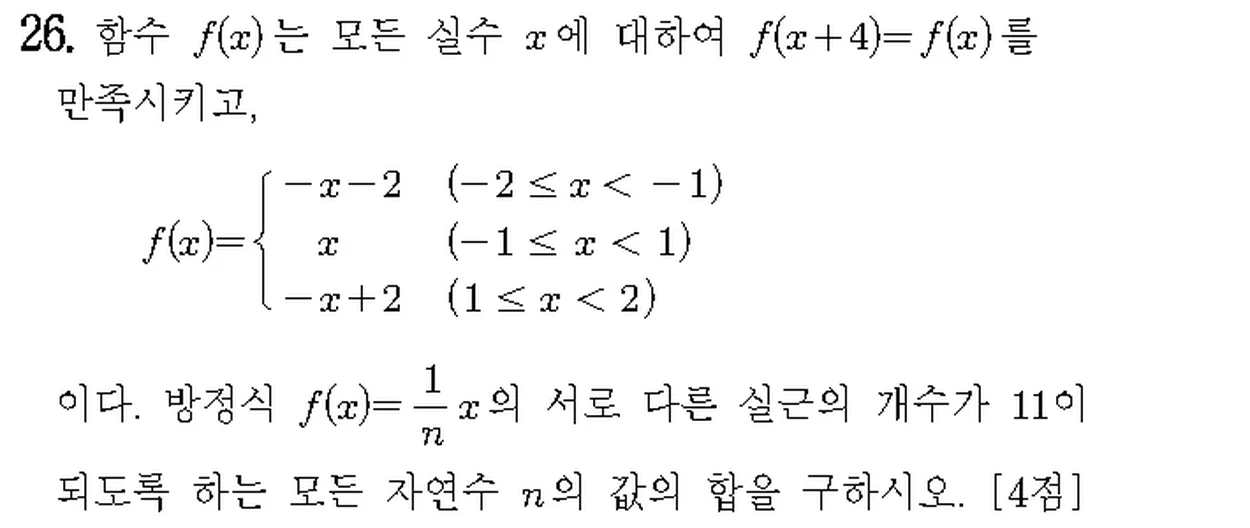 26. 함수 f(x)는 모든 실수 x에 대하여 f(x+4)=f(x)를
만족시키고,
f(x)={ -x-2 (-2 ≤ x < -1)
x (-1 ≤ x < 1)
-x+2 (1 ≤ x < 2)
이다. 방정식 f(x)=1/n x의 서로 다른 실근의 개수가 11이
되도록 하는 모든 자연수 n의 값의 합을 구하시오. [4점]